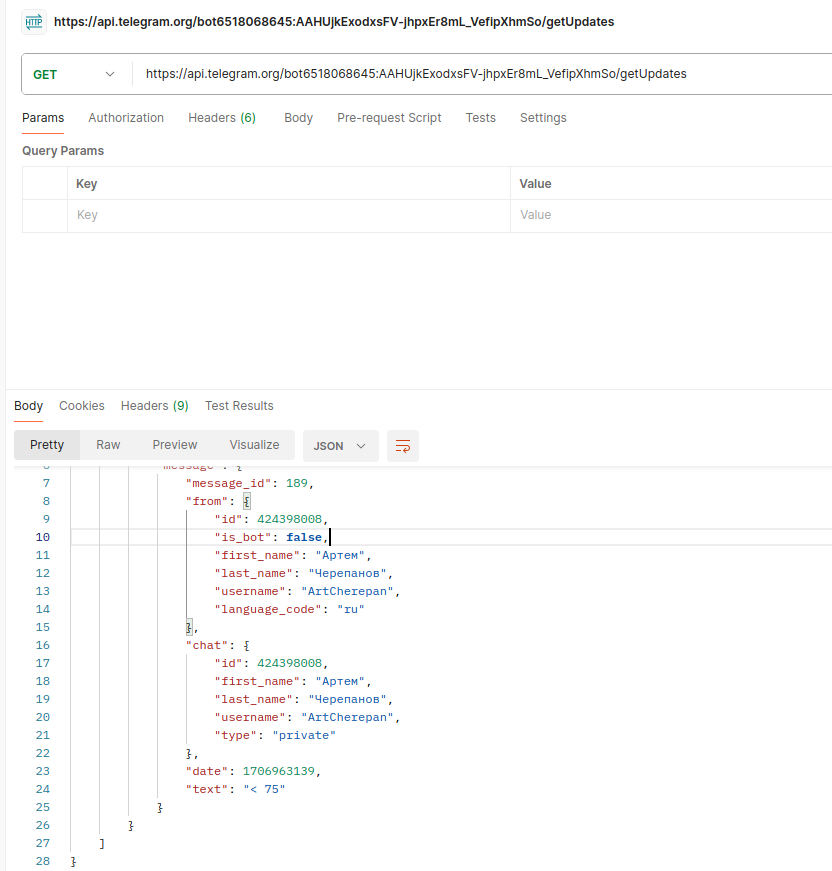 HTTP https://api.telegram.org/bot6518068645:AAHUjkExodxsFV-jhpxEr8mL_VefIpXhmSo/getUpdates
GET https://api.telegram.org/bot6518068645:AAHUjkExodxsFV-jhpxEr8mL_VefIpXhmSo/getUpdates
Params Authorization Headers (6) Body Pre-request Script Tests Settings
Query Params
Key Value
Key Value
Body Cookies Headers (9) Test Results
Pretty Raw Preview Visualize JSON
6 "message": {
7 "message_id": 189,
8 "from": {
9 "id": 424398008,
10 "is_bot": false,
11 "first_name": "Артем",
12 "last_name": "Черепанов",
13 "username": "ArtCherepan",
14 "language_code": "ru"
15 },
16 "chat": {
17 "id": 424398008,
18 "first_name": "Артем",
19 "last_name": "Черепанов",
20 "username": "ArtCherepan",
21 "type": "private"
22 },
23 "date": 1706963139,
24 "text": "< 75"
25 }
26 }
27 ]
28 }